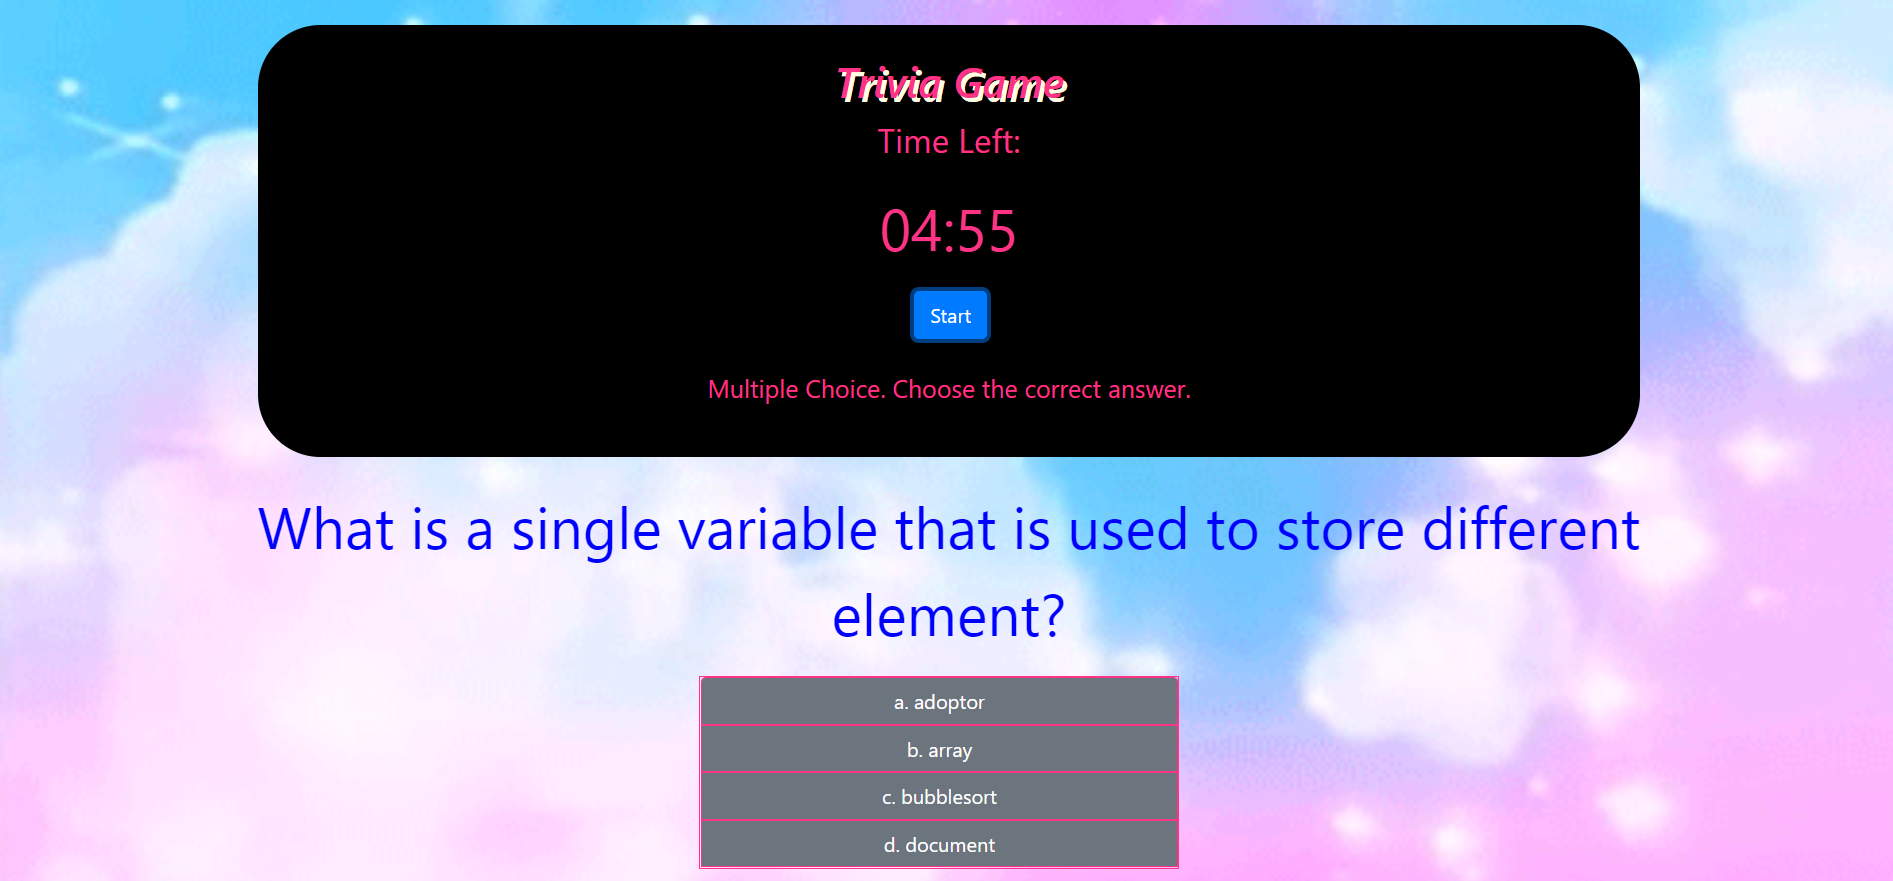 Trivia Game
Time Left:
04:55
Start
Multiple Choice. Choose the correct answer.
What is a single variable that is used to store different
element?
a. adoptor
b. array
c. bubblesort
d. document